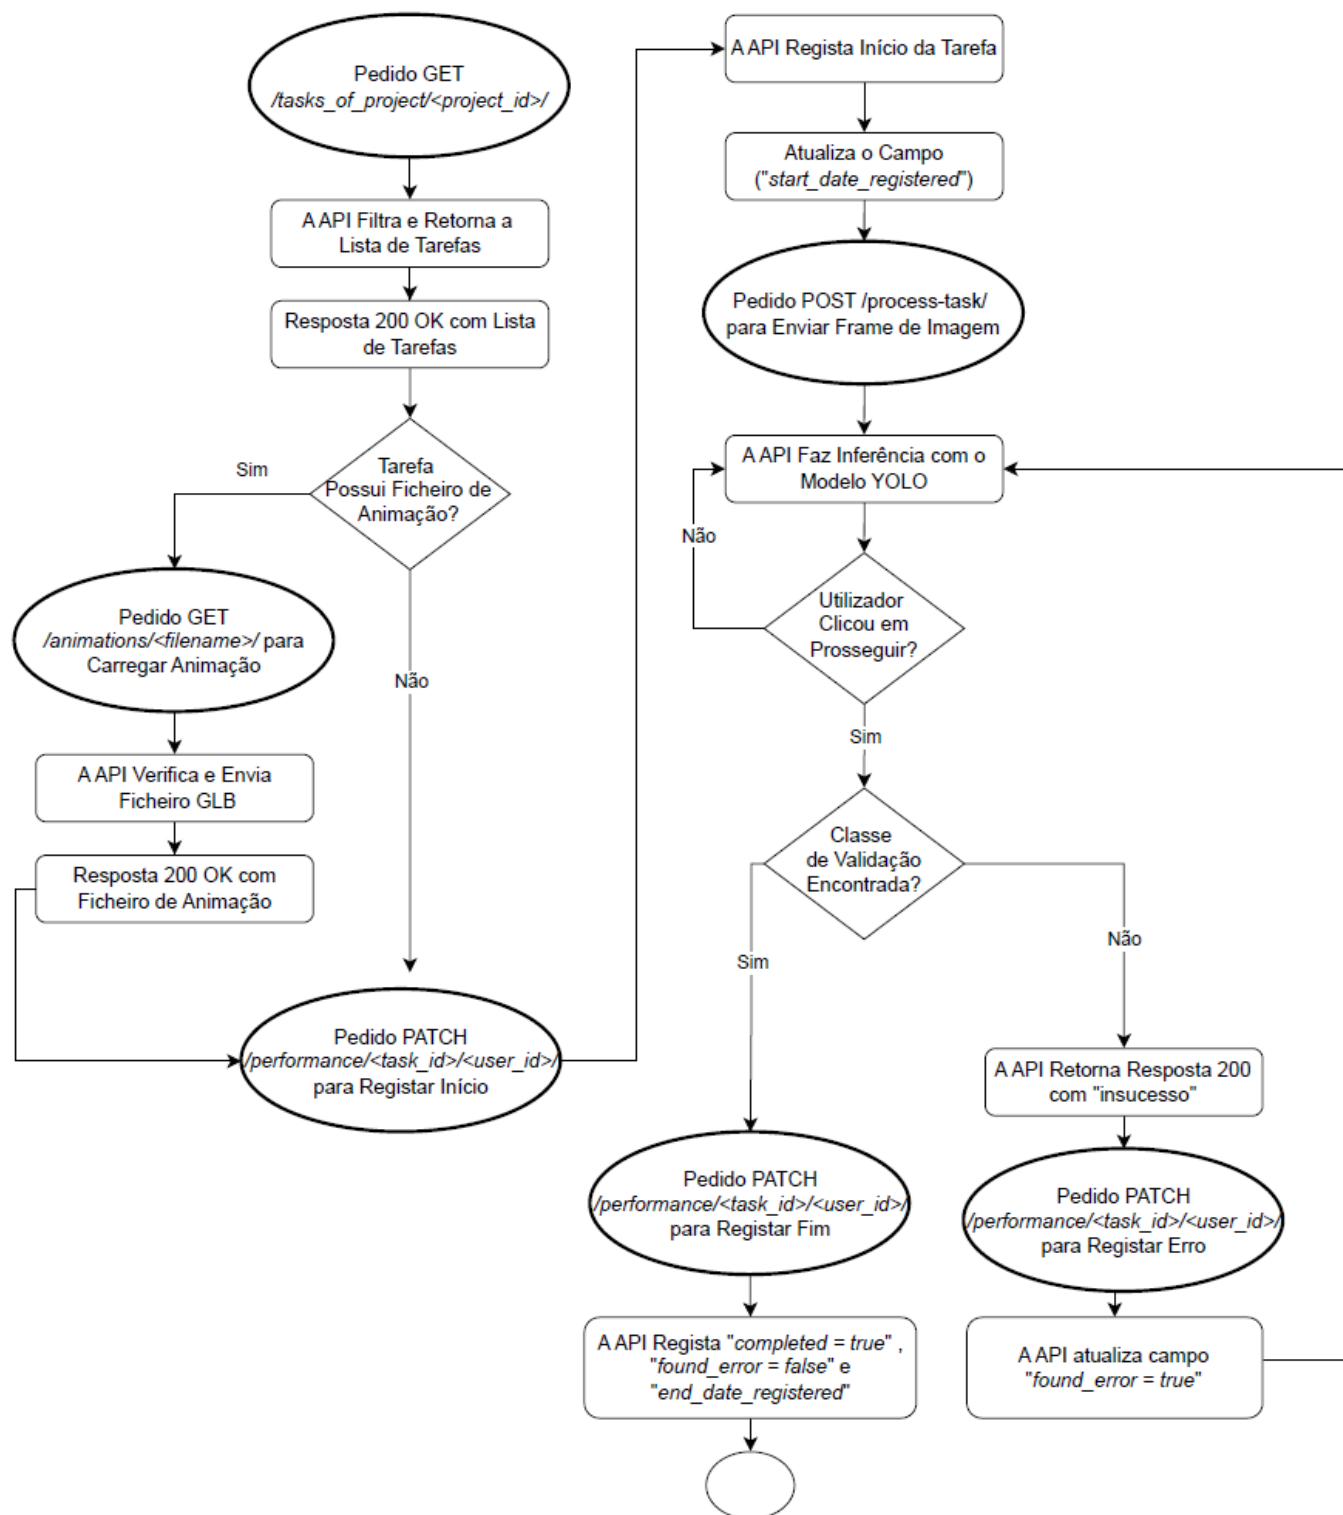 Pedido GET
/tasks_of_project/<project_id>/
A API Filtra e Retorna a
Lista de Tarefas
Resposta 200 OK com Lista
de Tarefas
Tarefa
Possui Ficheiro de
Animação?
Sim
Não
Pedido GET
/animations/<filename>/ para
Carregar Animação
A API Verifica e Envia
Ficheiro GLB
Resposta 200 OK com
Ficheiro de Animação
Pedido PATCH
/performance/<task_id>/<user_id>/
para Registar Início
A API Regista Início da Tarefa
Atualiza o Campo
("start_date_registered")
Pedido POST /process-task/
para Enviar Frame de Imagem
A API Faz Inferência com o
Modelo YOLO
Não
Utilizador
Clicou em
Prosseguir?
Sim
Classe
de Validação
Encontrada?
Sim
Não
Pedido PATCH
/performance/<task_id>/<user_id>/
para Registar Fim
A API Regista "completed = true" ,
"found_error = false" e
"end_date_registered"
A API Retorna Resposta 200
com "insucesso"
Pedido PATCH
/performance/<task_id>/<user_id>/
para Registar Erro
A API atualiza campo
"found_error = true"